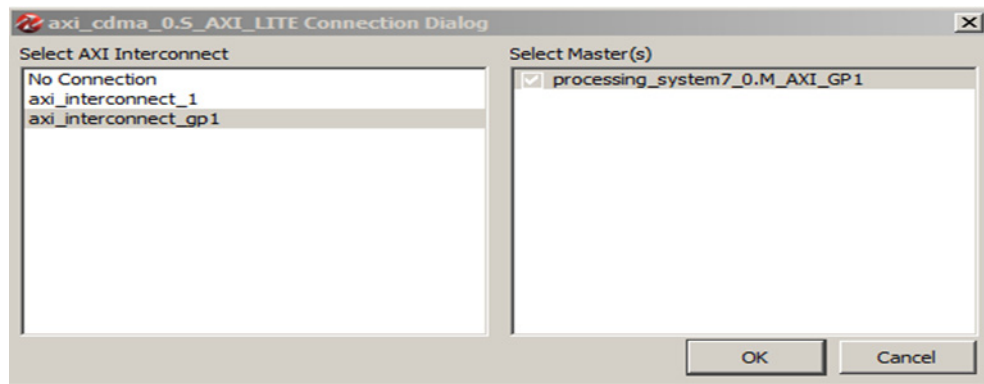 axi_cdma_0.S_AXI_LITE Connection Dialog
Select AXI Interconnect
No Connection
axi_interconnect_1
axi_interconnect_gp1
Select Master(s)
processing_system7_0.M_AXI_GP1
OK
Cancel